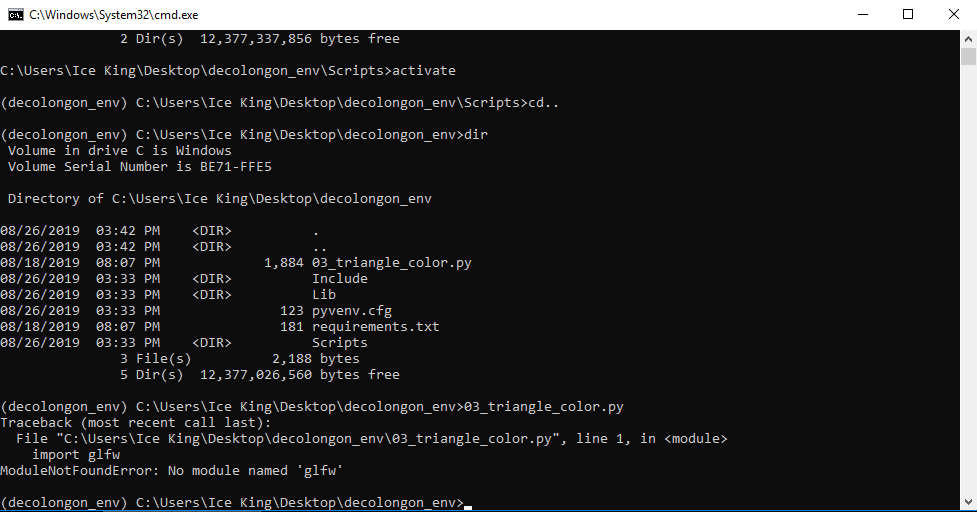 C:\Windows\System32\cmd.exe
2 Dir(s)  12,377,337,856 bytes free
C:\Users\Ice King\Desktop\decolongon_env\Scripts>activate
(decolongon_env) C:\Users\Ice King\Desktop\decolongon_env\Scripts>cd..
(decolongon_env) C:\Users\Ice King\Desktop\decolongon_env>dir
Volume in drive C is Windows
Volume Serial Number is BE71-FFE5
Directory of C:\Users\Ice King\Desktop\decolongon_env
08/26/2019  03:42 PM    <DIR>          .
08/26/2019  03:42 PM    <DIR>          ..
08/18/2019  08:07 PM             1,884 03_triangle_color.py
08/26/2019  03:33 PM    <DIR>          Include
08/26/2019  03:33 PM    <DIR>          Lib
08/26/2019  03:33 PM               123 pyvenv.cfg
08/18/2019  08:07 PM               181 requirements.txt
08/26/2019  03:33 PM    <DIR>          Scripts
3 File(s)          2,188 bytes
5 Dir(s)  12,377,026,560 bytes free
(decolongon_env) C:\Users\Ice King\Desktop\decolongon_env>03_triangle_color.py
Traceback (most recent call last):
File "C:\Users\Ice King\Desktop\decolongon_env\03_triangle_color.py", line 1, in <module>
import glfw
ModuleNotFoundError: No module named 'glfw'
(decolongon_env) C:\Users\Ice King\Desktop\decolongon_env>